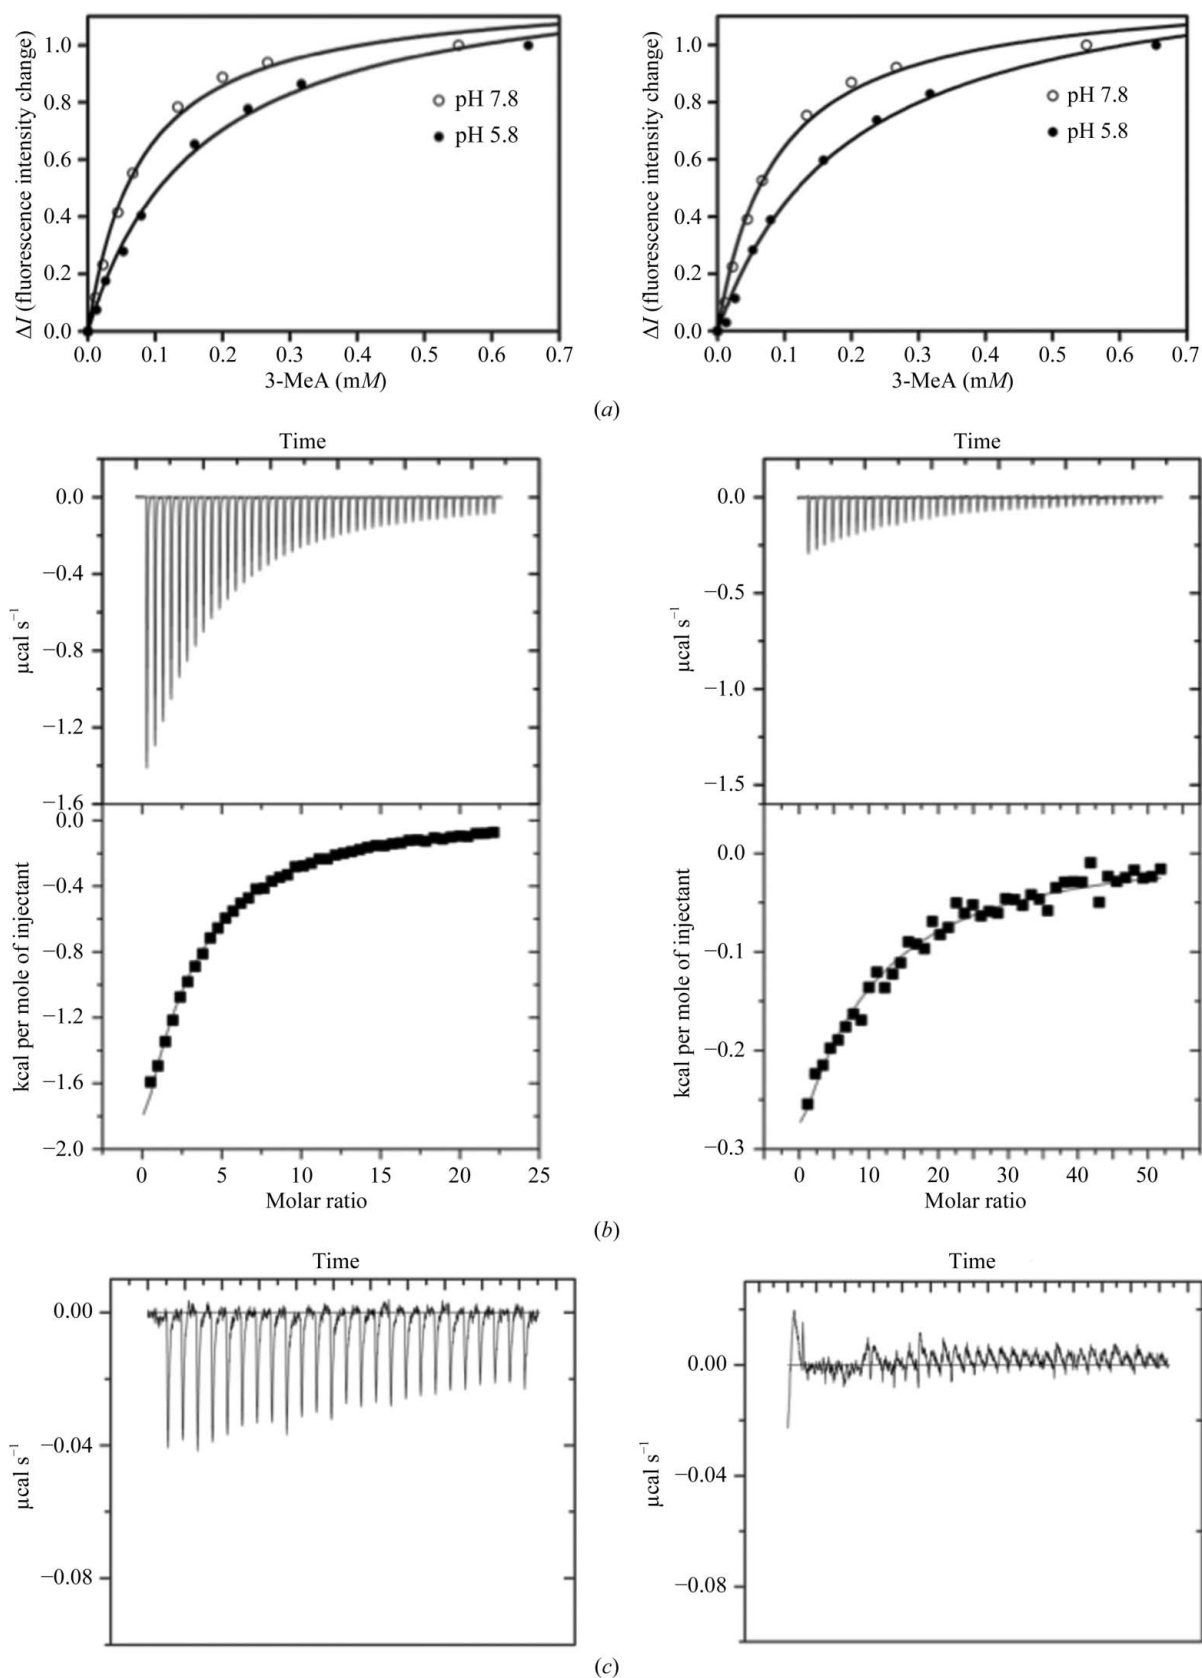 ΔI (fluorescence intensity change)
1.0
0.8
0.6
0.4
0.2
0.0
pH 7.8
pH 5.8
0.0 0.1 0.2 0.3 0.4 0.5 0.6 0.7
3-MeA (mM)
ΔI (fluorescence intensity change)
1.0
0.8
0.6
0.4
0.2
0.0
pH 7.8
pH 5.8
0.0 0.1 0.2 0.3 0.4 0.5 0.6 0.7
3-MeA (mM)
(a)
Time
0.0
−0.4
−0.8
−1.2
−1.6
µcal s⁻¹
0.0
−0.4
−0.8
−1.2
−1.6
−2.0
kcal per mole of injectant
0 5 10 15 20 25
Molar ratio
Time
0.0
−0.5
−1.0
−1.5
µcal s⁻¹
0.0
−0.1
−0.2
−0.3
kcal per mole of injectant
0 10 20 30 40 50
Molar ratio
(b)
Time
0.00
−0.04
−0.08
µcal s⁻¹
Time
0.00
−0.04
−0.08
µcal s⁻¹
(c)